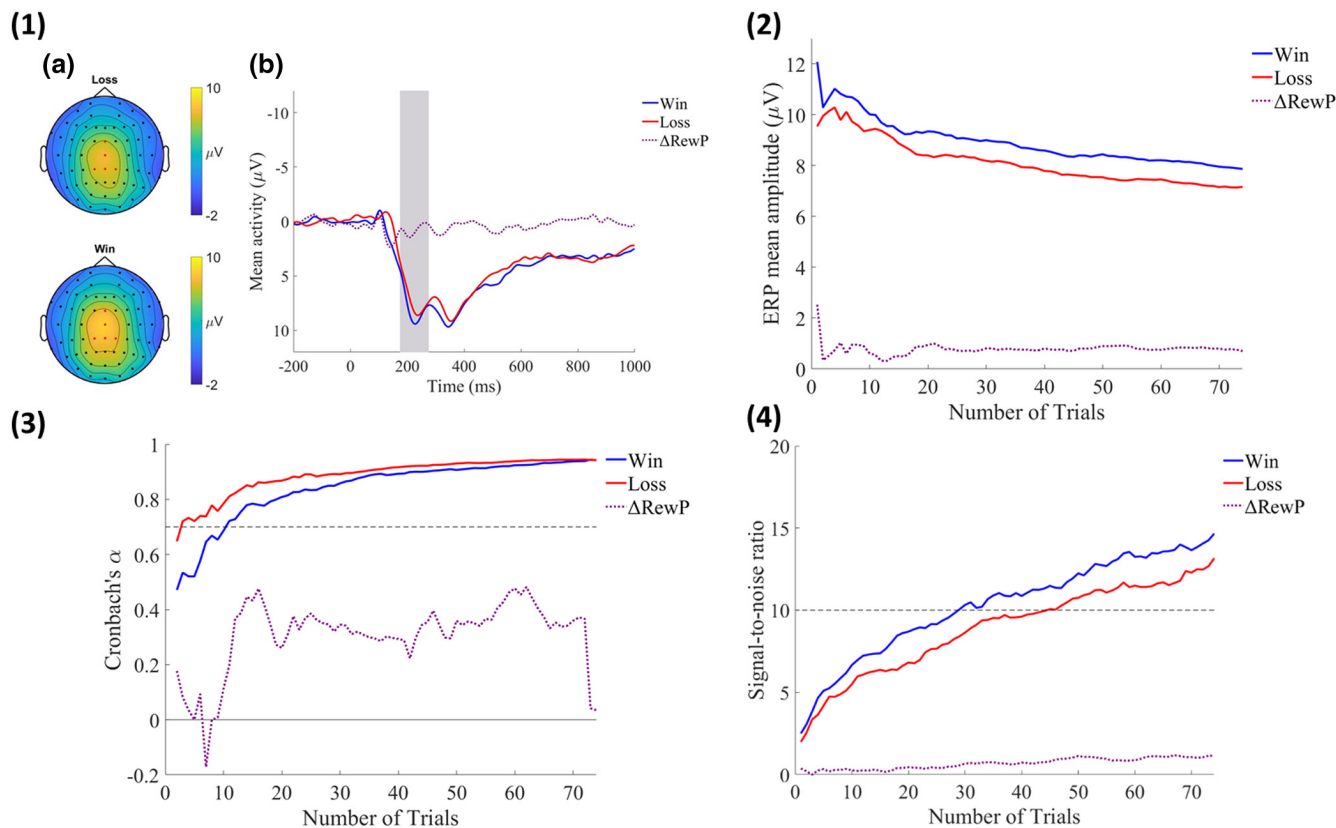 (1)
(a)
Loss
10
μV
-2
Win
10
μV
-2
(b)
Win
Loss
ΔRewP
Mean activity (μV)
-10
-5
0
5
10
-200
0
200
400
600
800
1000
Time (ms)
(2)
Win
Loss
ΔRewP
ERP mean amplitude (μV)
12
10
8
6
4
2
0
0
10
20
30
40
50
60
70
Number of Trials
(3)
Win
Loss
ΔRewP
Cronbach's α
1
0.8
0.6
0.4
0.2
0
-0.2
0
10
20
30
40
50
60
70
Number of Trials
(4)
Win
Loss
ΔRewP
Signal-to-noise ratio
20
15
10
5
0
0
10
20
30
40
50
60
70
Number of Trials